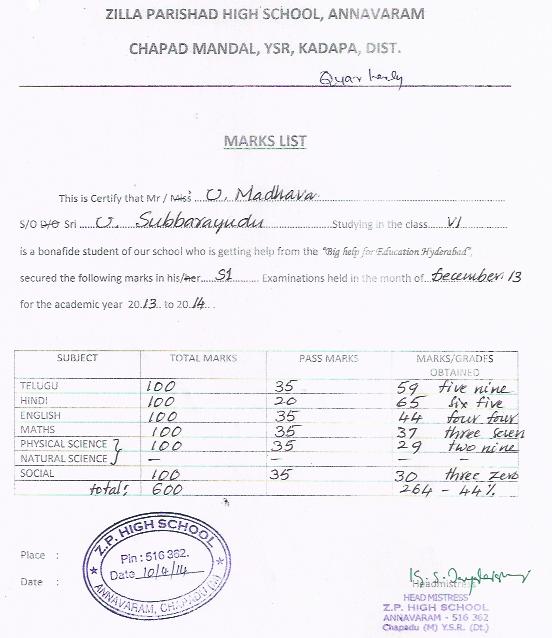 ZILLA PARISHAD HIGH SCHOOL, ANNAVARAM
CHAPAD MANDAL, YSR, KADAPA, DIST.
Quarterly
MARKS LIST
This is Certify that Mr / Miss: O. Madhava
S/O D/O Sri O. Subbarayudu Studying in the class VI
is a bonafide student of our school who is getting help from the "Big help for Education Hyderabad",
secured the following marks in his/her S1 Examinations held in the month of December.13
for the academic year 2013 to 2014.
SUBJECT TOTAL MARKS PASS MARKS MARKS/GRADES OBTAINED
TELUGU 100 35 59 five nine
HINDI 100 20 65 six five
ENGLISH 100 35 44 four four
MATHS 100 35 37 three seven
PHYSICAL SCIENCE } 100 35 29 two nine
NATURAL SCIENCE – – –
SOCIAL 100 35 30 three zero
total: 600 264 - 44%
Z.P. HIGH SCHOOL
Pin: 516 362.
Date 10/4/14
ANNAVARAM, CHAPADU (M)
Place :
Date :
Headmistress
HEAD MISTRESS
Z.P. HIGH SCHOOL
ANNAVARAM - 516 362
Chapadu (M) Y.S.R. (Dt.)